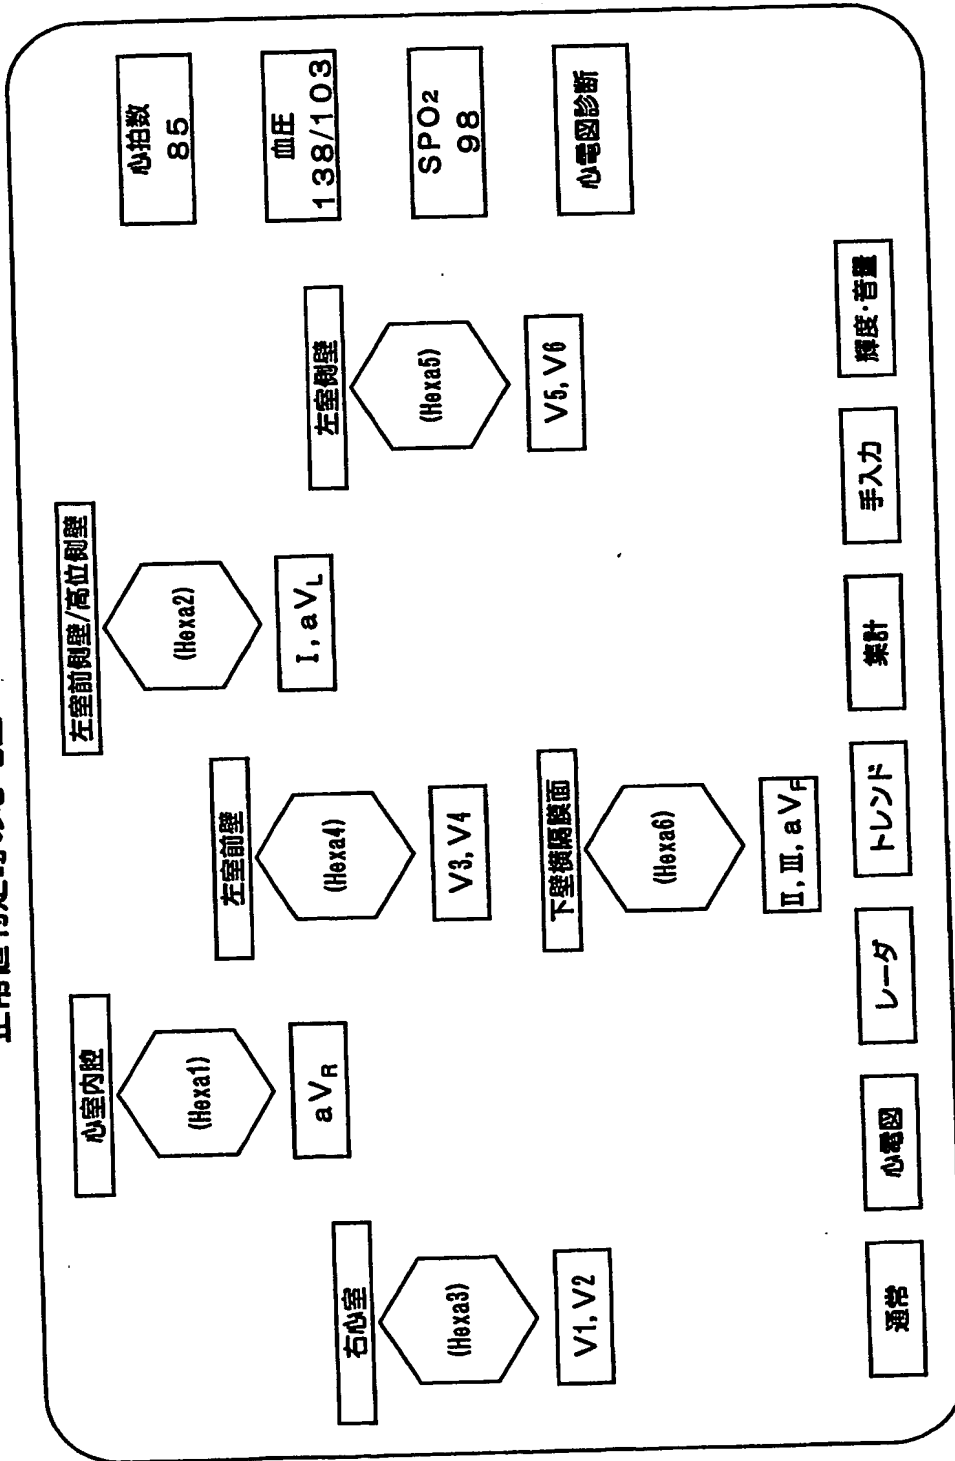 心室内腔
(Hexa1)
aVR
左室前側壁/高位側壁
(Hexa2)
I, aVL
右心室
(Hexa3)
V1, V2
左室前壁
(Hexa4)
V3, V4
左室側壁
(Hexa5)
V5, V6
下壁横隔膜面
(Hexa6)
II, III, aVF
心拍数
85
血圧
138/103
SPO2
98
心電図診断
通常
心電図
レーダ
トレンド
集計
手入力
輝度・音量